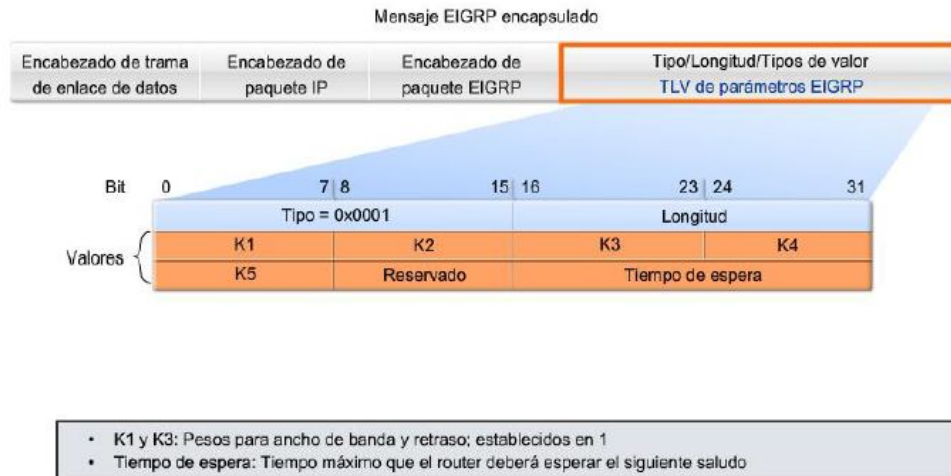 Mensaje EIGRP encapsulado
Encabezado de trama de enlace de datos
Encabezado de paquete IP
Encabezado de paquete EIGRP
Tipo/Longitud/Tipos de valor
TLV de parámetros EIGRP
Bit 0 7 8 15 16 23 24 31
Tipo = 0x0001 Longitud
Valores
K1 K2 K3 K4
K5 Reservado Tiempo de espera
• K1 y K3: Pesos para ancho de banda y retraso; establecidos en 1
• Tiempo de espera: Tiempo máximo que el router deberá esperar el siguiente saludo